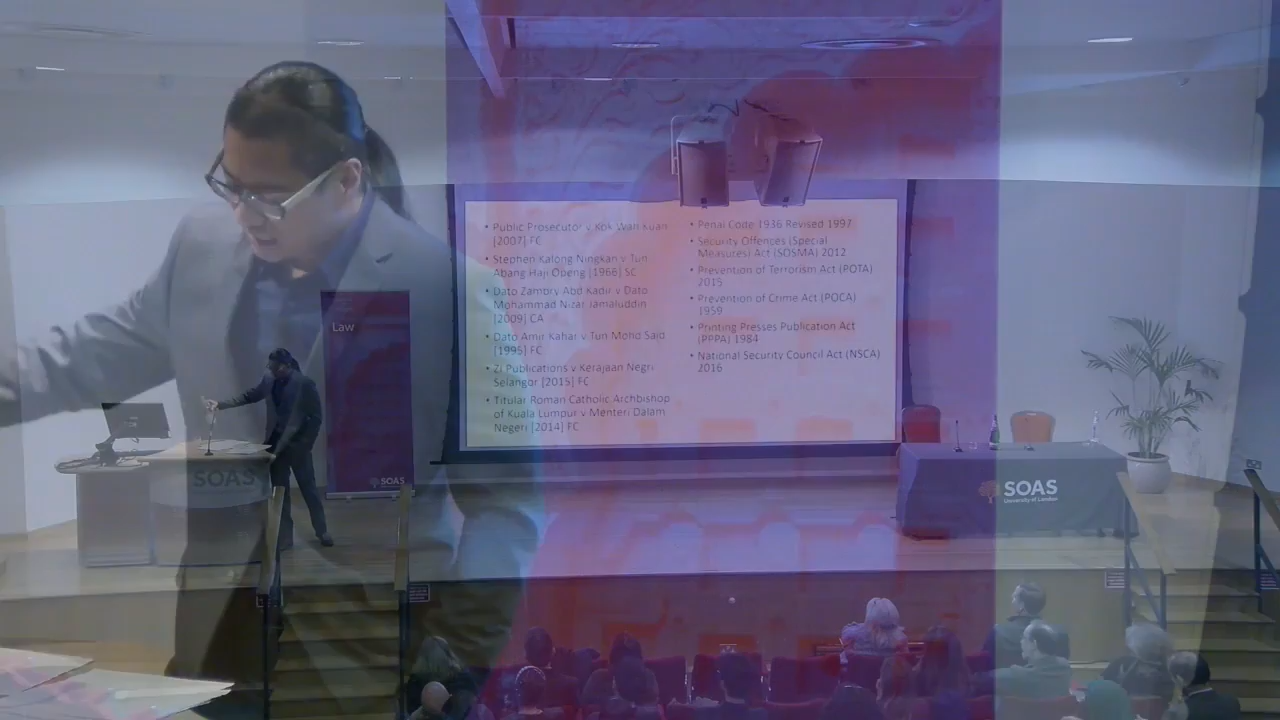 Law
SOAS
SOAS
• Public Prosecutor v Kok Wah Kuan
[2007] FC
• Stephen Kalong Ningkan v Tun
Abang Haji Openg [1966] SC
• Dato Zambry Abd Kadir v Dato
Mohammad Nizar Jamaluddin
[2009] CA
• Dato Amir Kahar v Tun Mohd Said
[1995] FC
• ZI Publications v Kerajaan Negri
Selangor [2015] FC
• Titular Roman Catholic Archbishop
of Kuala Lumpur v Menteri Dalam
Negeri [2014] FC
• Penal Code 1936 Revised 1997
• Security Offences (Special
Measures) Act (SOSMA) 2012
• Prevention of Terrorism Act (POTA)
2015
• Prevention of Crime Act (POCA)
1959
• Printing Presses Publication Act
(PPPA) 1984
• National Security Council Act (NSCA)
2016
SOAS
University of London